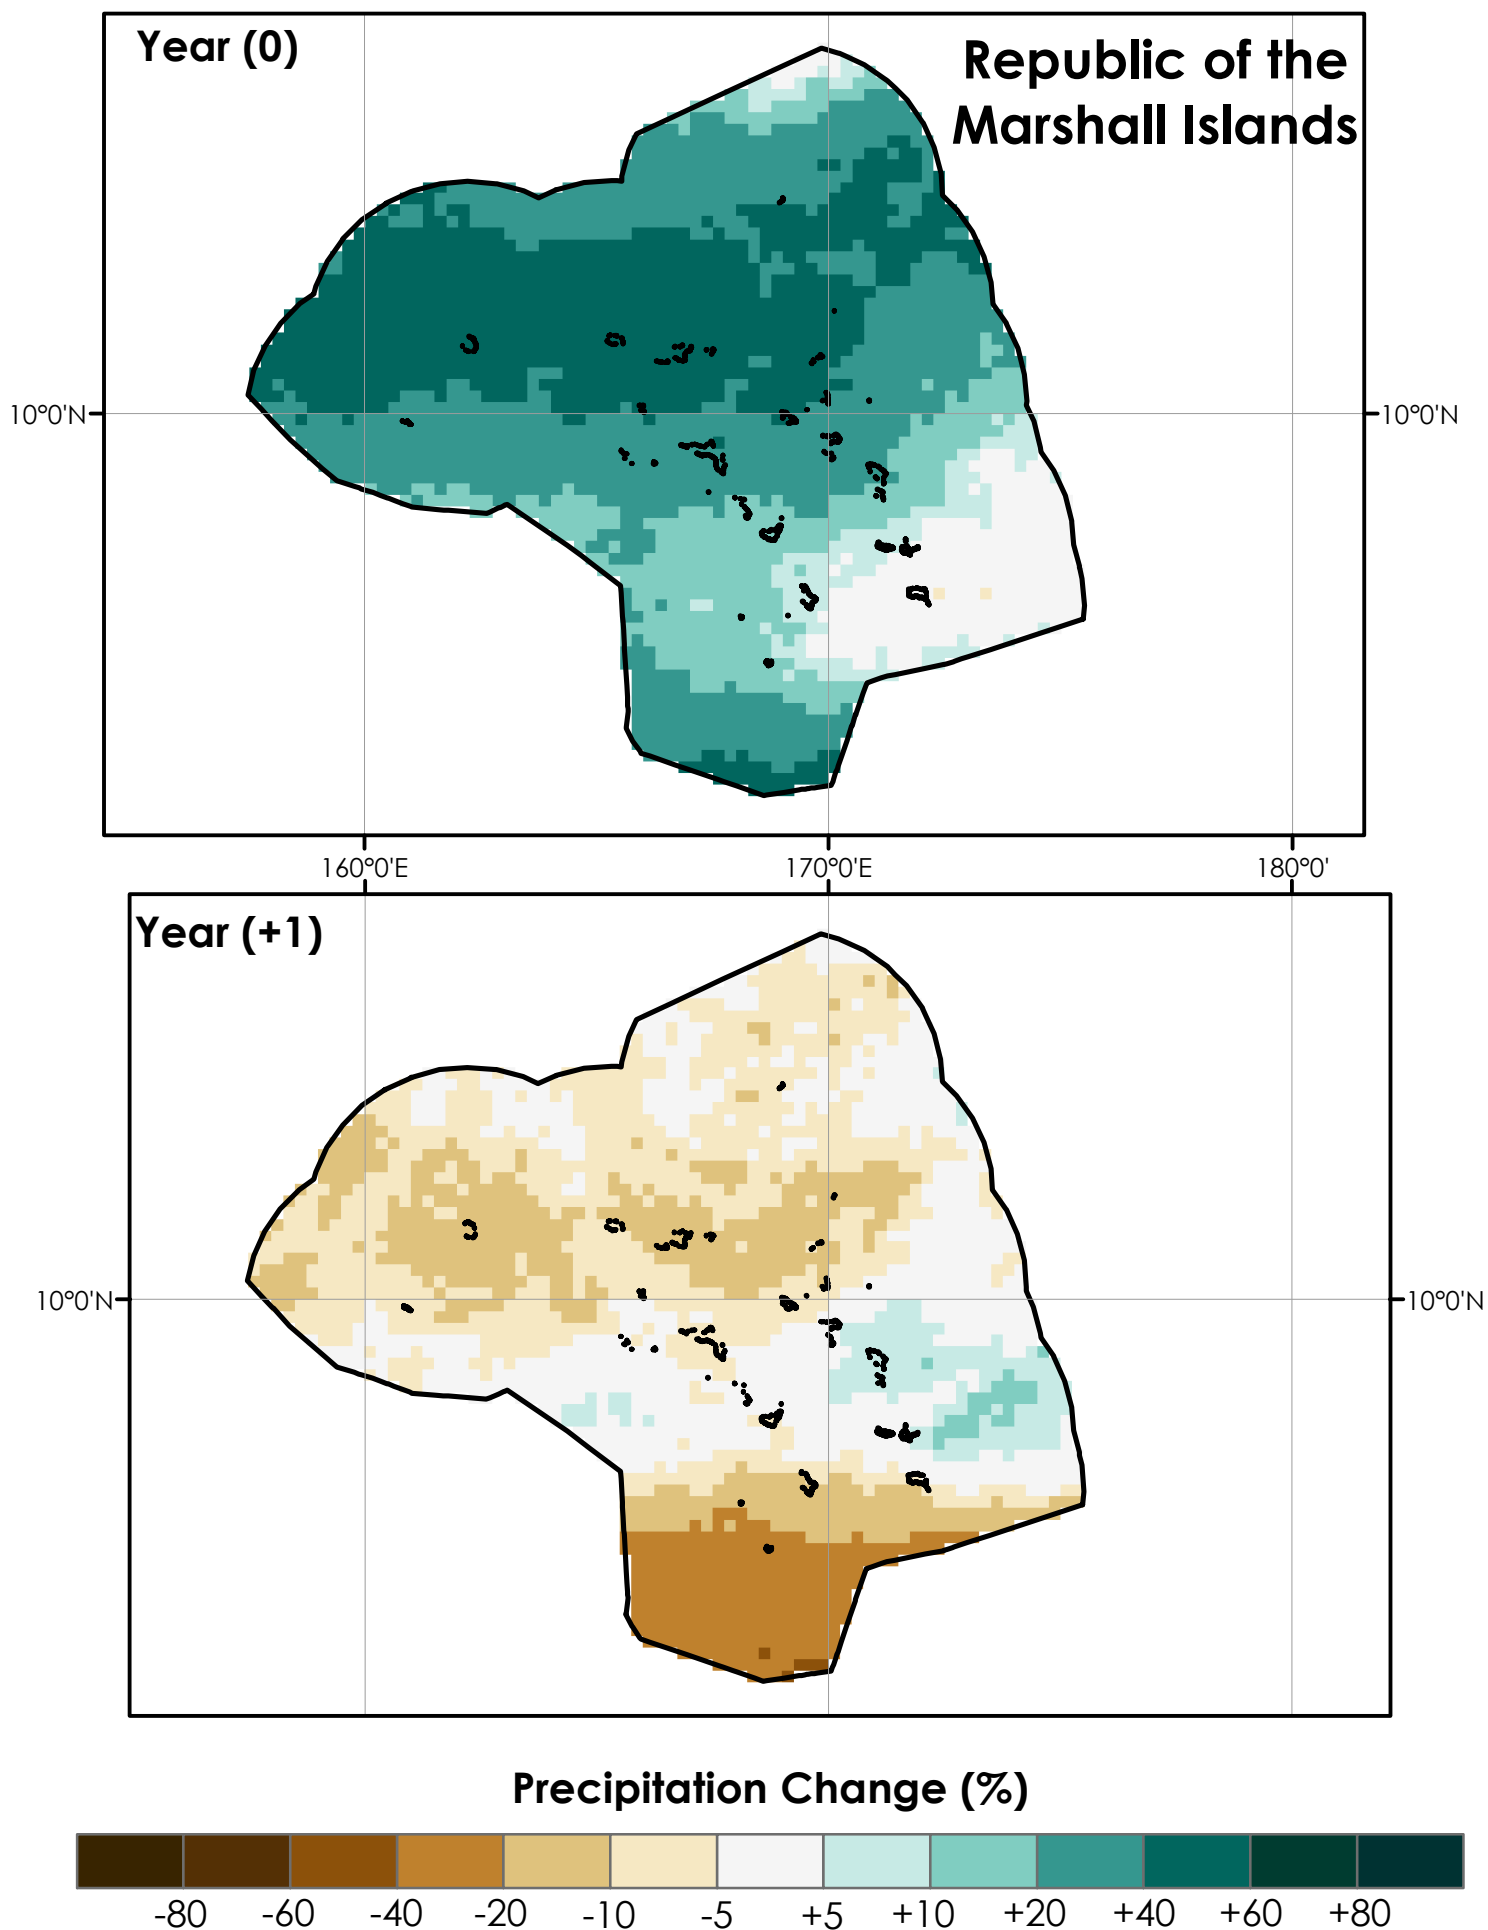 Year (0)
Republic of the
Marshall Islands
10°0'N
10°0'N
160°0'E
170°0'E
180°0'
Year (+1)
10°0'N
10°0'N
Precipitation Change (%)
-80 -60 -40 -20 -10 -5 +5 +10 +20 +40 +60 +80